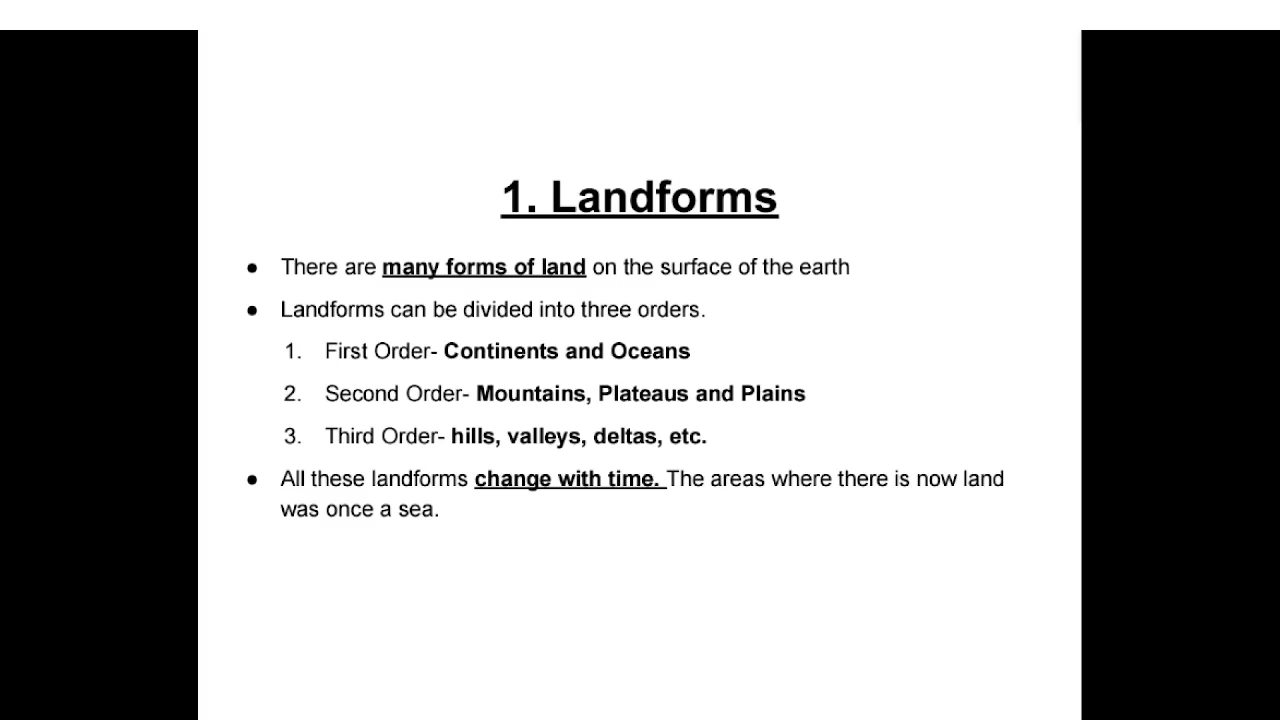 1. Landforms
● There are many forms of land on the surface of the earth
● Landforms can be divided into three orders.
1. First Order- Continents and Oceans
2. Second Order- Mountains, Plateaus and Plains
3. Third Order- hills, valleys, deltas, etc.
● All these landforms change with time. The areas where there is now land
was once a sea.